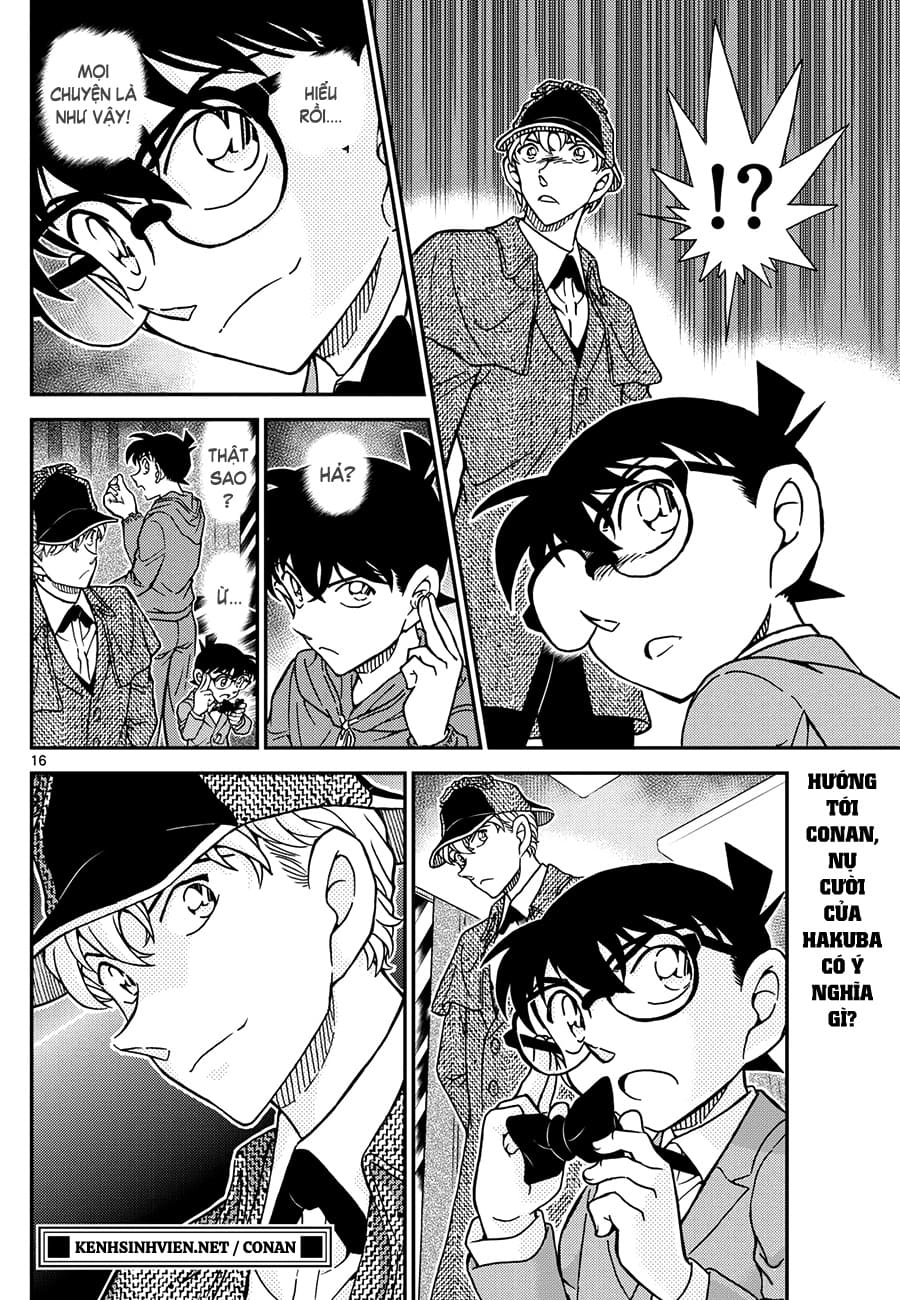 !?
HIỂU
RỒI....
MỌI
CHUYỆN LÀ
NHƯ VẬY!
HẢ?
THẬT
SAO
?
Ừ...
16
HƯỚNG
TỚI
CONAN,
NỤ
CƯỜI
CỦA
HAKUBA
CÓ Ý
NGHĨA
GÌ?
KENHSINHVIEN.NET / CONAN